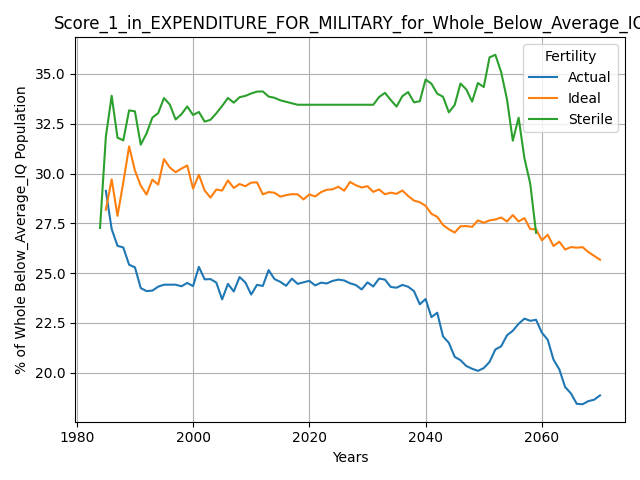 Score_1_in_EXPENDITURE_FOR_MILITARY_for_Whole_Below_Average_IQ
% of Whole Below_Average_IQ Population
35.0
32.5
30.0
27.5
25.0
22.5
20.0
Fertility
Actual
Ideal
Sterile
1980 2000 2020 2040 2060
Years